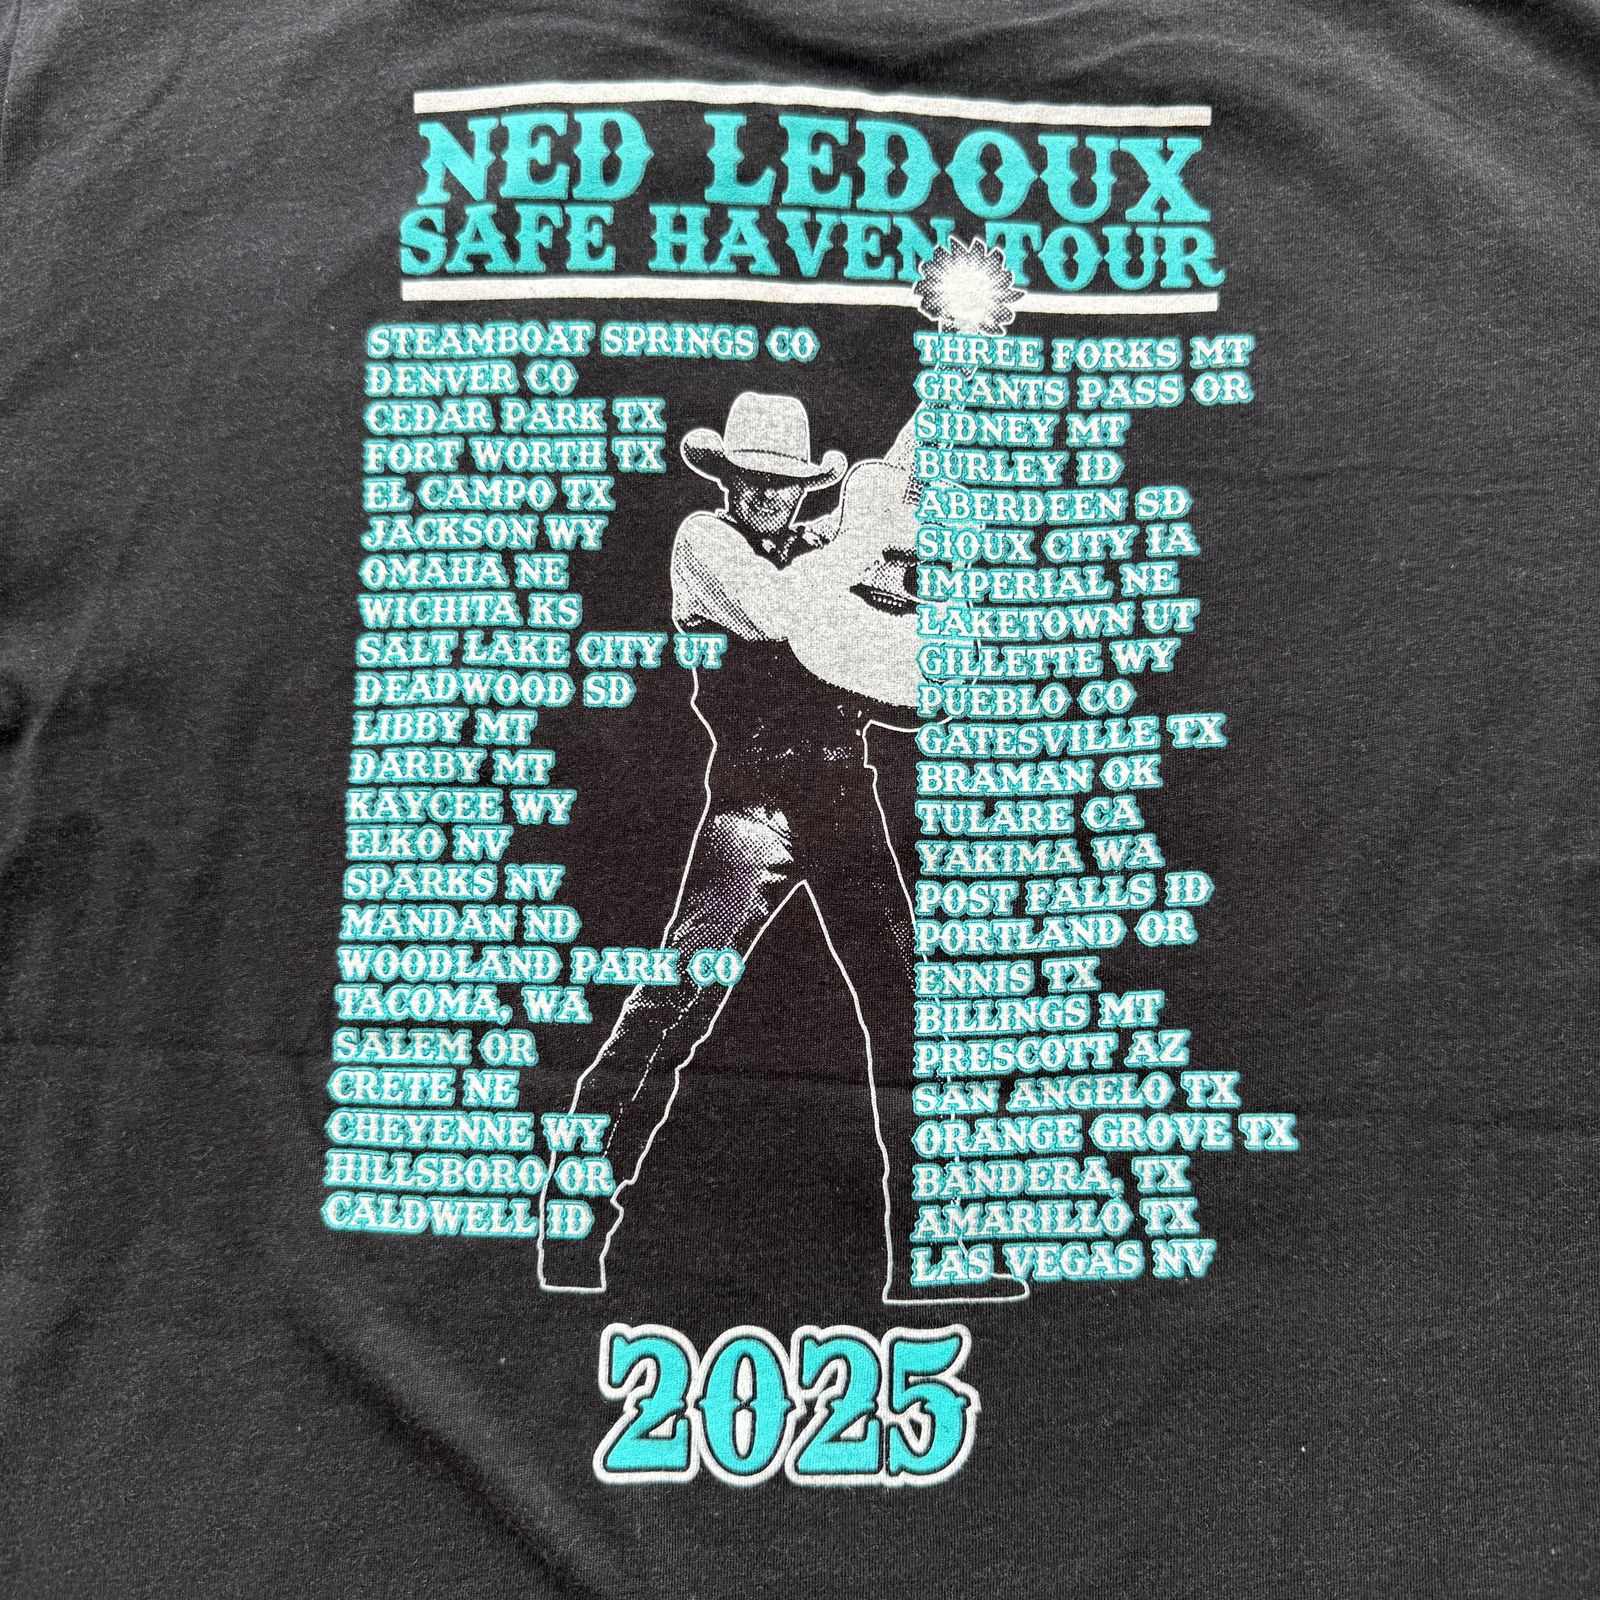 NED LEDOUX
SAFE HAVEN TOUR
STEAMBOAT SPRINGS CO
DENVER CO
CEDAR PARK TX
FORT WORTH TX
EL CAMPO TX
JACKSON WY
OMAHA NE
WICHITA KS
SALT LAKE CITY UT
DEADWOOD SD
LIBBY MT
DARBY MT
KAYCEE WY
ELKO NV
SPARKS NV
MANDAN ND
WOODLAND PARK CO
TACOMA, WA
SALEM OR
CRETE NE
CHEYENNE WY
HILLSBORO OR
CALDWELL ID
THREE FORKS MT
GRANTS PASS OR
SIDNEY MT
BURLEY ID
ABERDEEN SD
SIOUX CITY IA
IMPERIAL NE
LAKETOWN UT
GILLETTE WY
PUEBLO CO
GATESVILLE TX
BRAMAN OK
TULARE CA
YAKIMA WA
POST FALLS ID
PORTLAND OR
ENNIS TX
BILLINGS MT
PRESCOTT AZ
SAN ANGELO TX
ORANGE GROVE TX
BANDERA, TX
AMARILLO TX
LAS VEGAS NV
2025